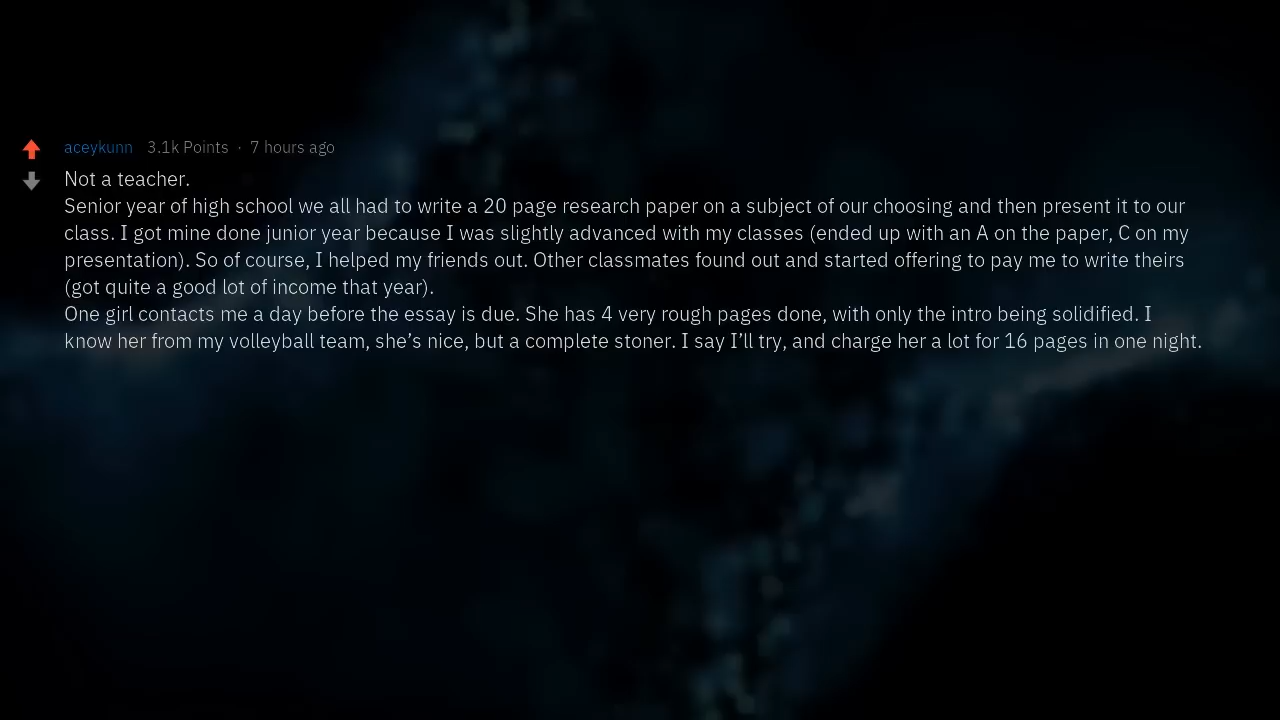 aceykunn 3.1k Points · 7 hours ago
Not a teacher.
Senior year of high school we all had to write a 20 page research paper on a subject of our choosing and then present it to our
class. I got mine done junior year because I was slightly advanced with my classes (ended up with an A on the paper, C on my
presentation). So of course, I helped my friends out. Other classmates found out and started offering to pay me to write theirs
(got quite a good lot of income that year).
One girl contacts me a day before the essay is due. She has 4 very rough pages done, with only the intro being solidified. I
know her from my volleyball team, she’s nice, but a complete stoner. I say I’ll try, and charge her a lot for 16 pages in one night.